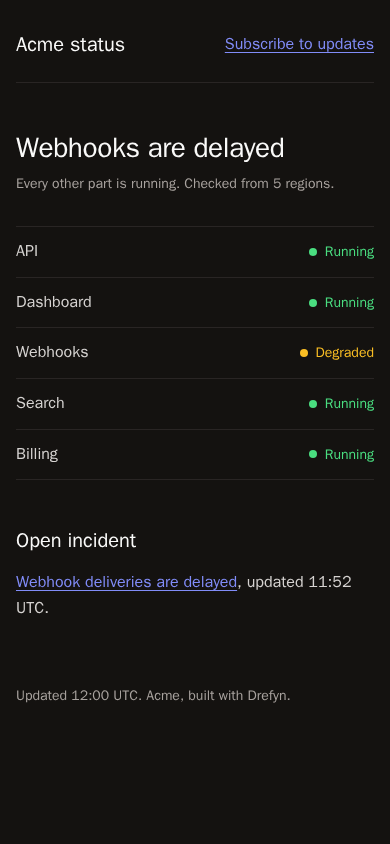 Acme status
Subscribe to updates
Webhooks are delayed
Every other part is running. Checked from 5 regions.
API
Running
Dashboard
Running
Webhooks
Degraded
Search
Running
Billing
Running
Open incident
Webhook deliveries are delayed, updated 11:52
UTC.
Updated 12:00 UTC. Acme, built with Drefyn.